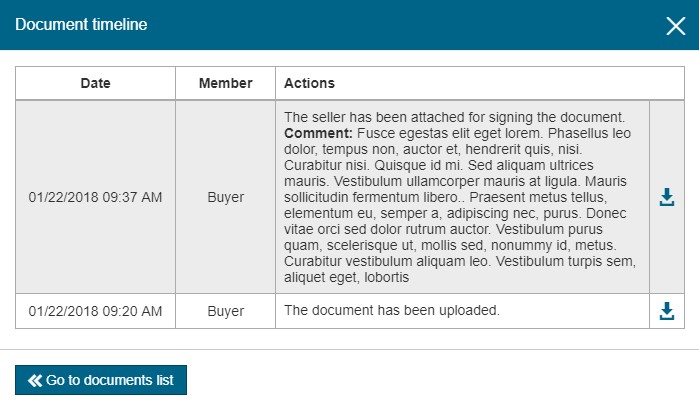 Document timeline
Date Member Actions
The seller has been attached for signing the document.
Comment: Fusce egestas elit eget lorem. Phasellus leo
dolor, tempus non, auctor et, hendrerit quis, nisi.
Curabitur nisi. Quisque id mi. Sed aliquam ultrices
mauris. Vestibulum ullamcorper mauris at ligula. Mauris
01/22/2018 09:37 AM Buyer sollicitudin fermentum libero.. Praesent metus tellus,
elementum eu, semper a, adipiscing nec, purus. Donec
vitae orci sed dolor rutrum auctor. Vestibulum purus
quam, scelerisque ut, mollis sed, nonummy id, metus.
Curabitur vestibulum aliquam leo. Vestibulum turpis sem,
aliquet eget, lobortis
01/22/2018 09:20 AM Buyer The document has been uploaded.
Go to documents list